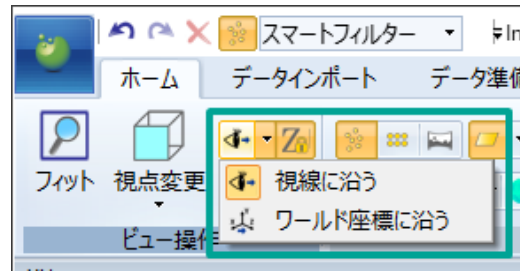 スマートフィルター
ホーム データインポート データ準
フィット 視点変更
視線に沿う
ワールド座標に沿う
ビュー操作